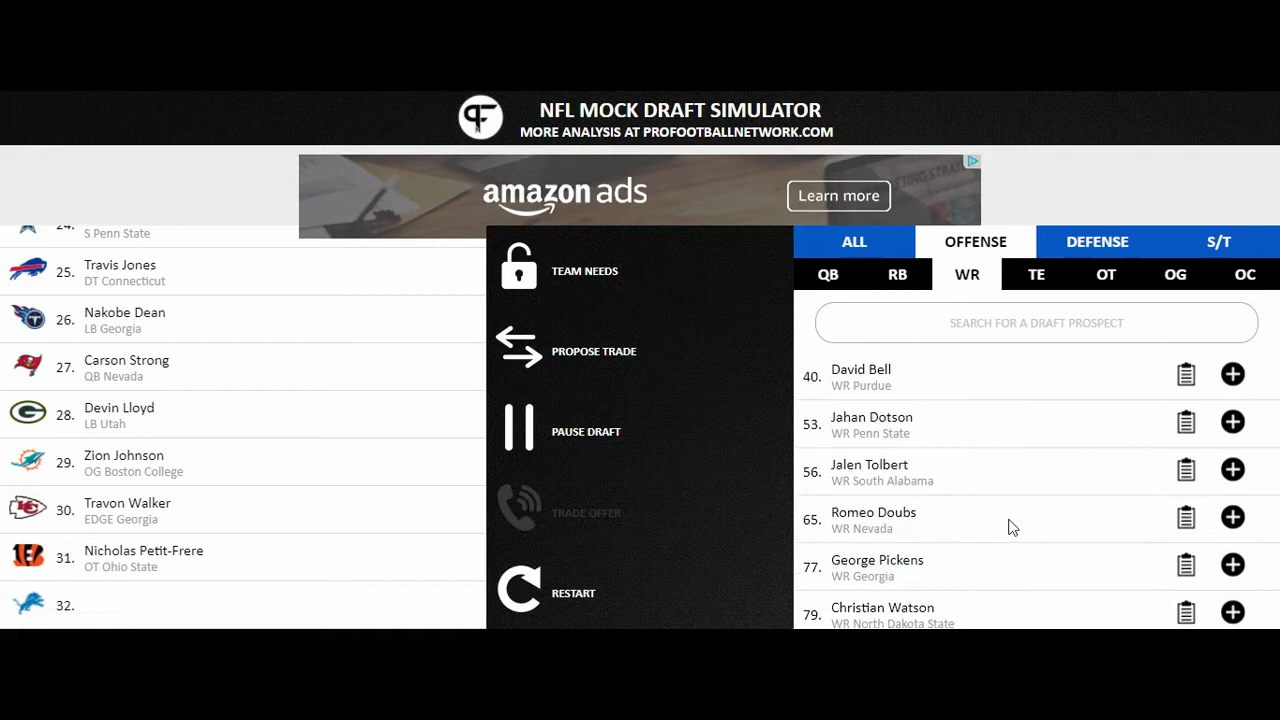 NFL MOCK DRAFT SIMULATOR
MORE ANALYSIS AT PROFOOTBALLNETWORK.COM
amazon ads
Learn more
24.
S Penn State
25.
Travis Jones
DT Connecticut
26.
Nakobe Dean
LB Georgia
27.
Carson Strong
QB Nevada
28.
Devin Lloyd
LB Utah
29.
Zion Johnson
OG Boston College
30.
Travon Walker
EDGE Georgia
31.
Nicholas Petit-Frere
OT Ohio State
32.
TEAM NEEDS
PROPOSE TRADE
PAUSE DRAFT
TRADE OFFER
RESTART
ALL
OFFENSE
DEFENSE
S/T
QB
RB
WR
TE
OT
OG
OC
SEARCH FOR A DRAFT PROSPECT
40.
David Bell
WR Purdue
53.
Jahan Dotson
WR Penn State
56.
Jalen Tolbert
WR South Alabama
65.
Romeo Doubs
WR Nevada
77.
George Pickens
WR Georgia
79.
Christian Watson
WR North Dakota State